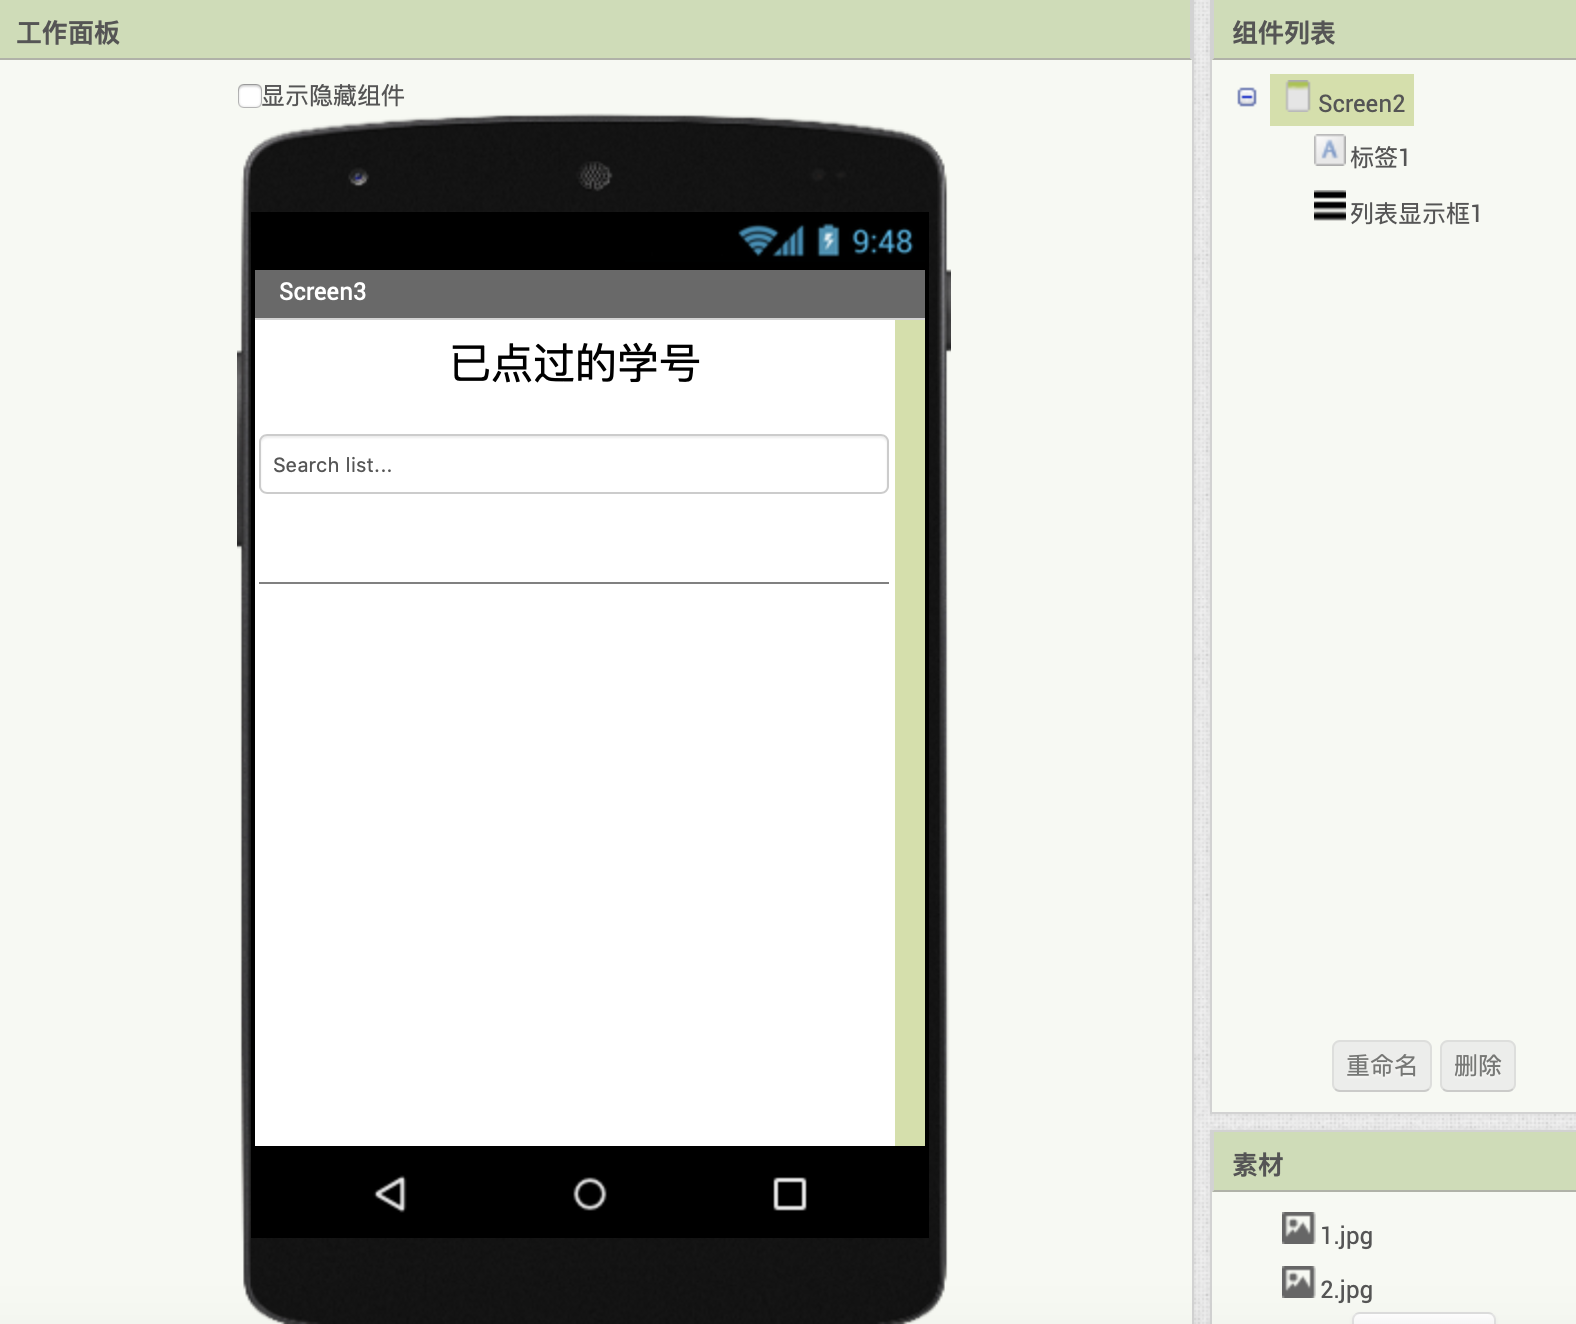 工作面板
显示隐藏组件
9:48
Screen3
已点过的学号
Search list...
组件列表
Screen2
A 标签1
列表显示框1
重命名 删除
素材
1.jpg
2.jpg